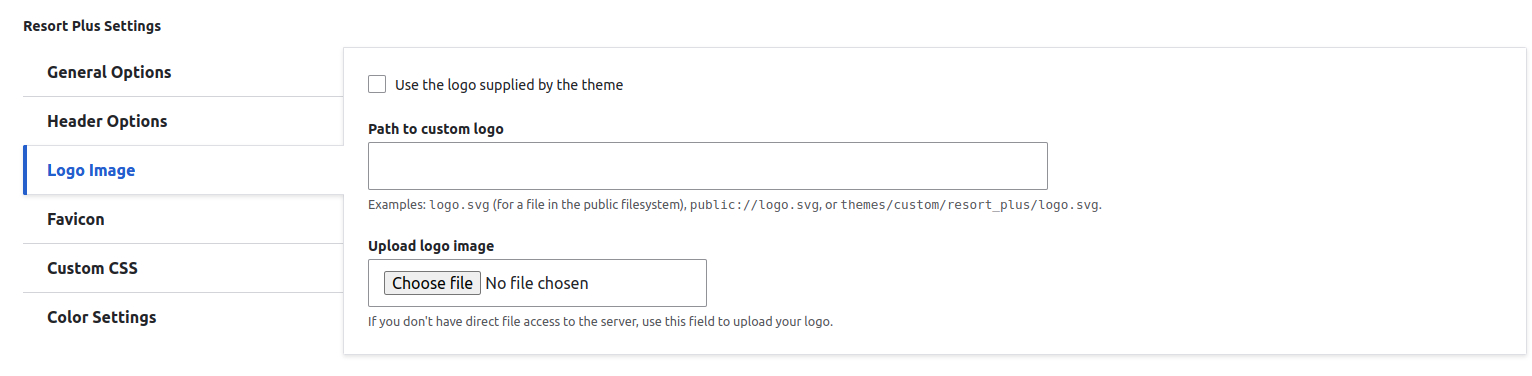 Resort Plus Settings
General Options
Header Options
Logo Image
Favicon
Custom CSS
Color Settings
Use the logo supplied by the theme
Path to custom logo
Examples: logo.svg (for a file in the public filesystem), public://logo.svg, or themes/custom/resort_plus/logo.svg.
Upload logo image
Choose file No file chosen
If you don't have direct file access to the server, use this field to upload your logo.